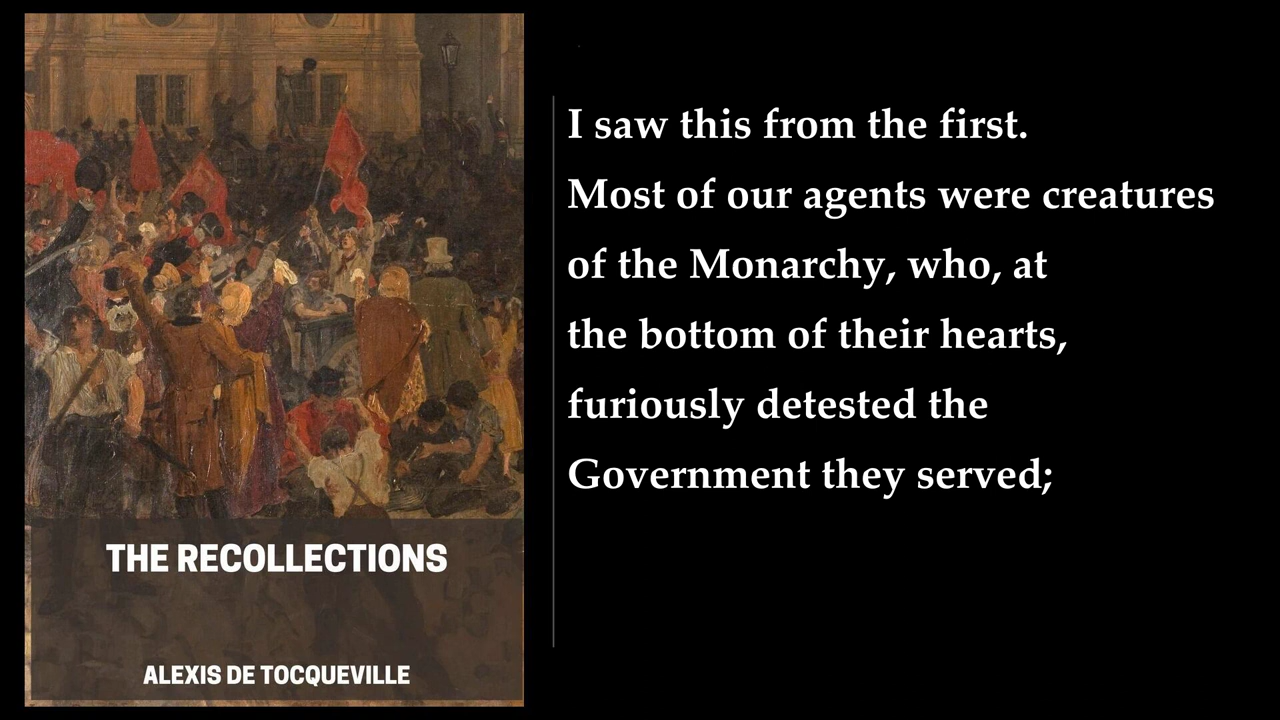 THE RECOLLECTIONS
ALEXIS DE TOCQUEVILLE
I saw this from the first.
Most of our agents were creatures
of the Monarchy, who, at
the bottom of their hearts,
furiously detested the
Government they served;